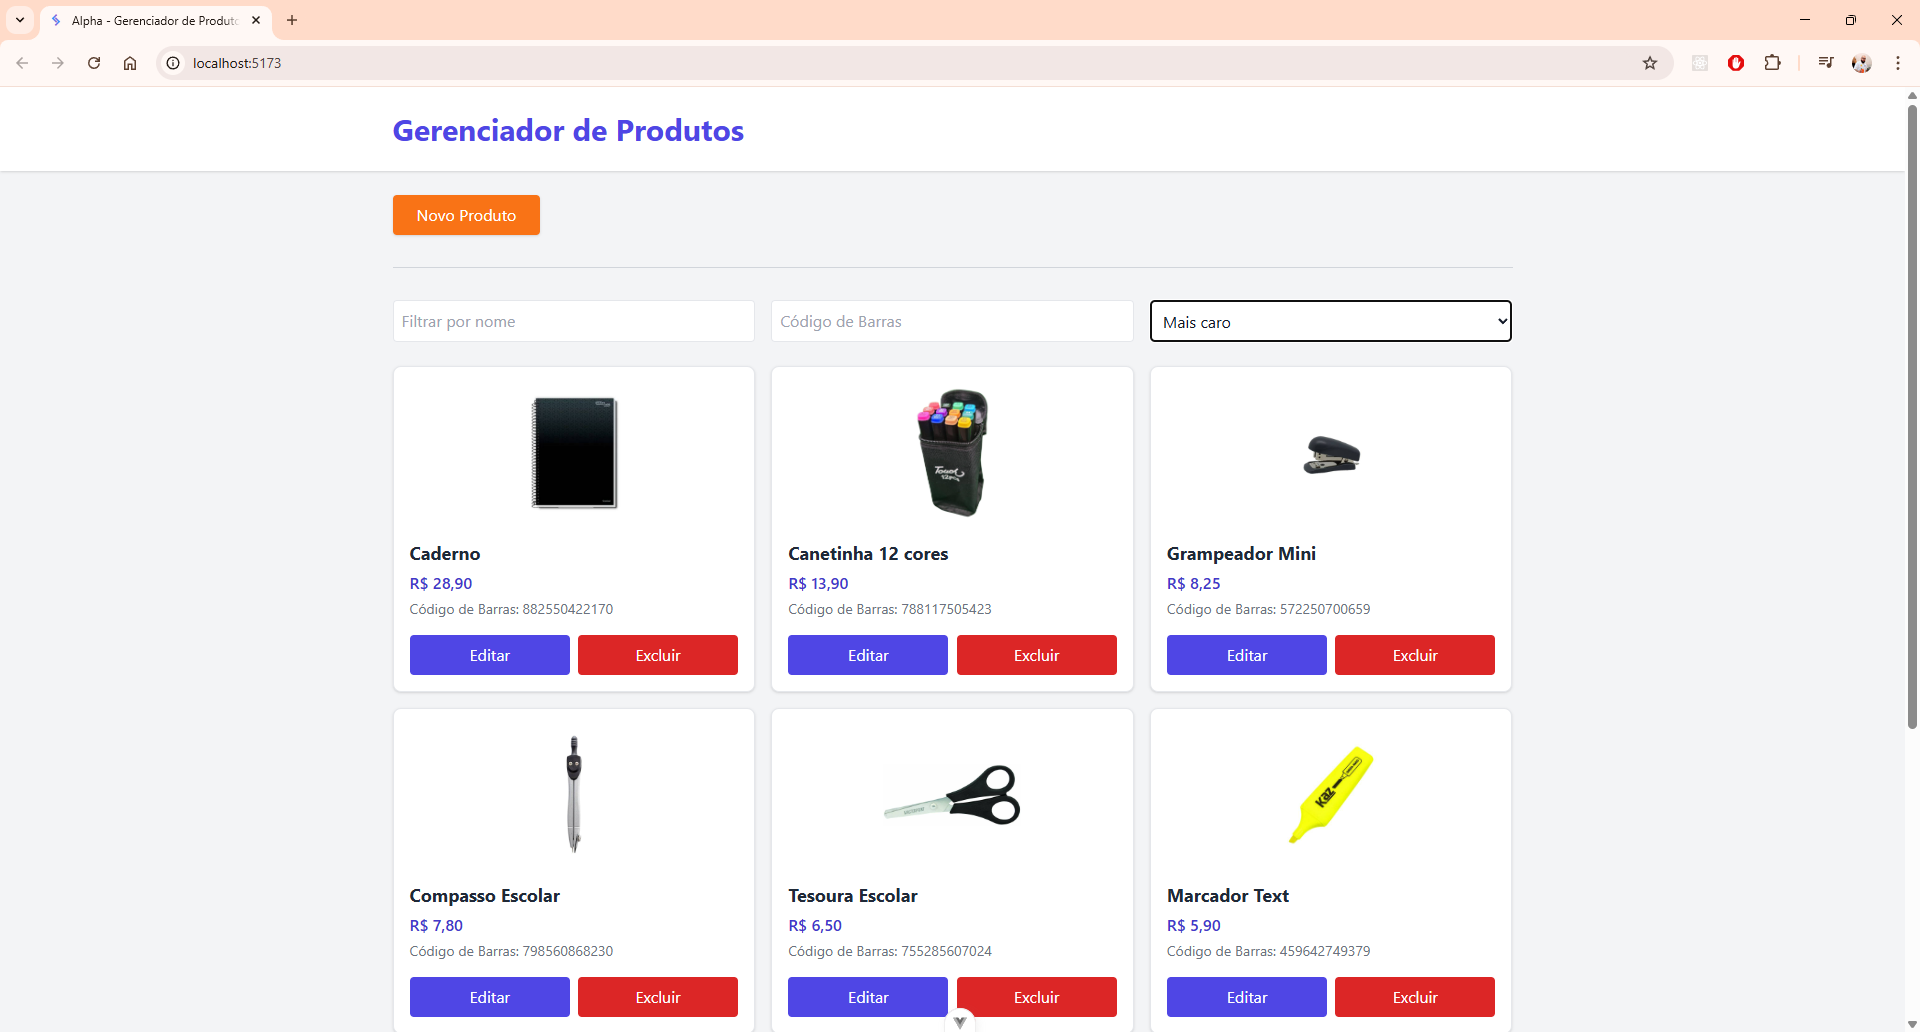 Alpha - Gerenciador de Produto
localhost:5173
Gerenciador de Produtos
Novo Produto
Filtrar por nome
Código de Barras
Mais caro
Touch
12Pcs
Caderno
R$ 28,90
Código de Barras: 882550422170
Editar
Excluir
Canetinha 12 cores
R$ 13,90
Código de Barras: 788117505423
Editar
Excluir
Grampeador Mini
R$ 8,25
Código de Barras: 572250700659
Editar
Excluir
Kaz
Compasso Escolar
R$ 7,80
Código de Barras: 798560868230
Editar
Excluir
Tesoura Escolar
R$ 6,50
Código de Barras: 755285607024
Editar
Excluir
Marcador Text
R$ 5,90
Código de Barras: 459642749379
Editar
Excluir